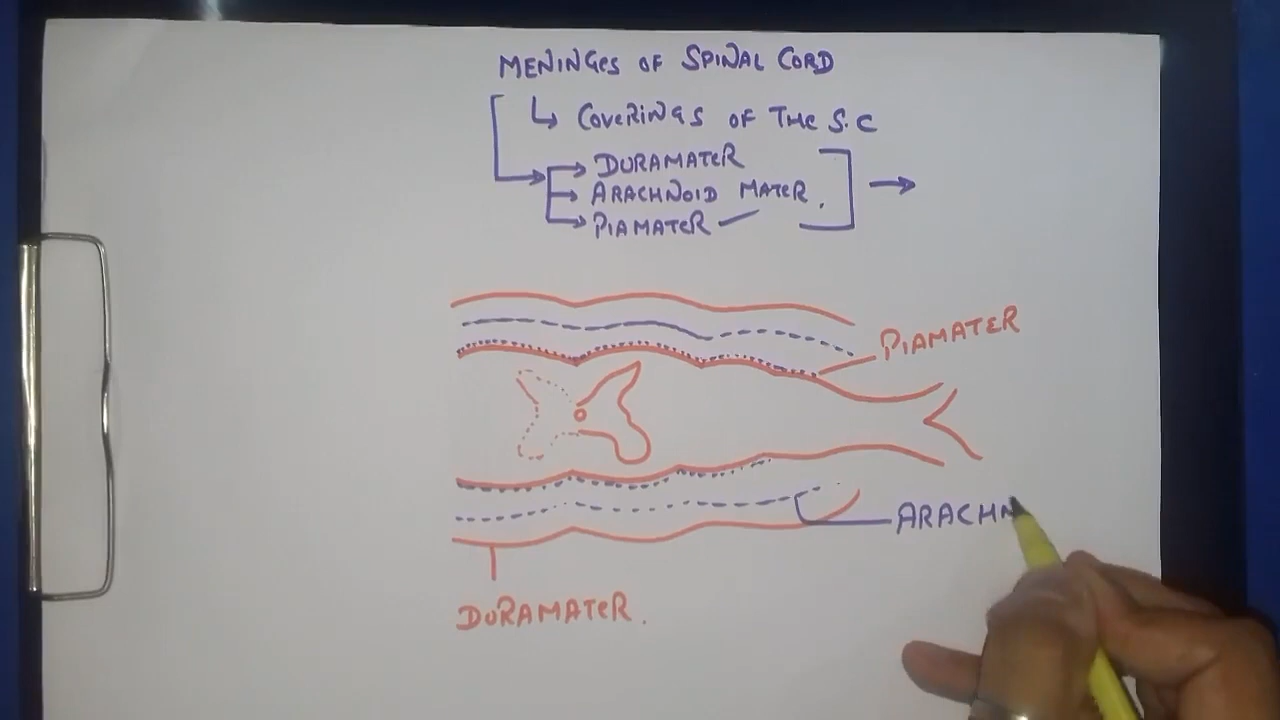 MENINGES OF SPINAL CORD
↳ COVERINGS OF THE S.C
→ DURAMATER
→ ARACHNOID MATER.
→ PIAMATER
PIAMATER
ARACHN
DURAMATER.